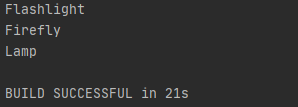 Flashlight
Firefly
Lamp
BUILD SUCCESSFUL in 21s